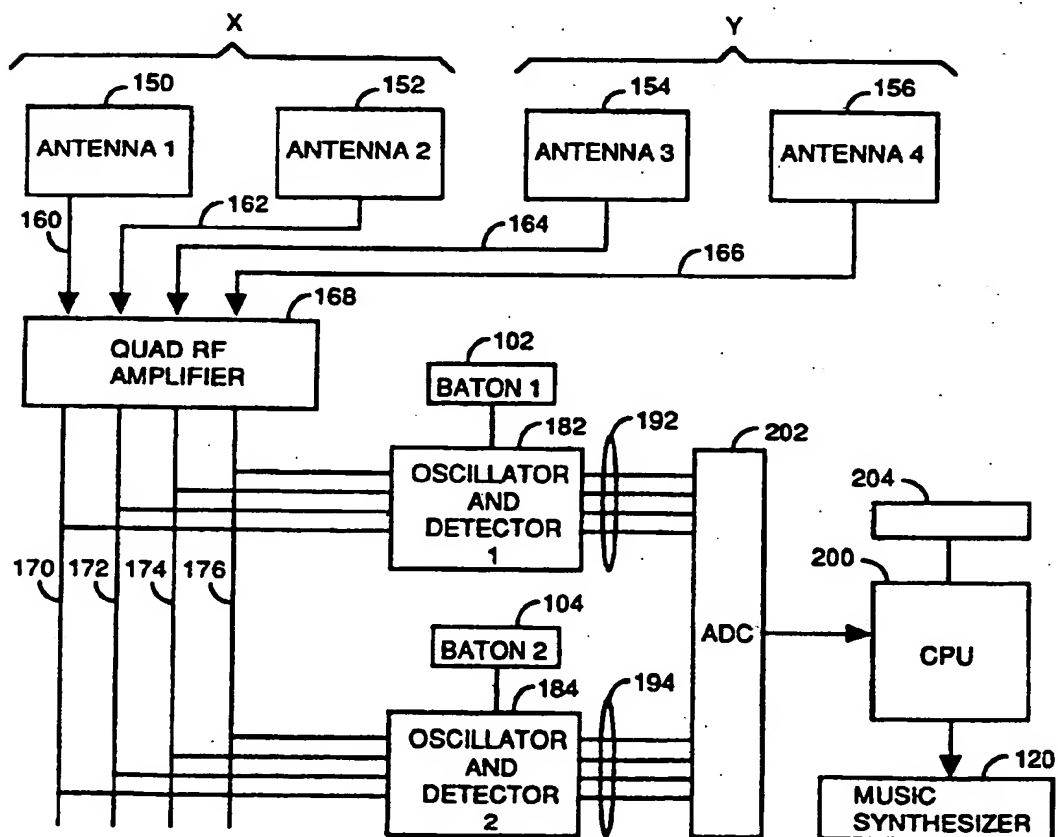 X
Y
150
152
154
156
ANTENNA 1
ANTENNA 2
ANTENNA 3
ANTENNA 4
160
162
164
166
168
QUAD RF
AMPLIFIER
102
BATON 1
182
192
202
OSCILLATOR
AND
DETECTOR
1
204
200
170
172
174
176
ADC
CPU
104
BATON 2
184
194
OSCILLATOR
AND
DETECTOR
2
120
MUSIC
SYNTHESIZER